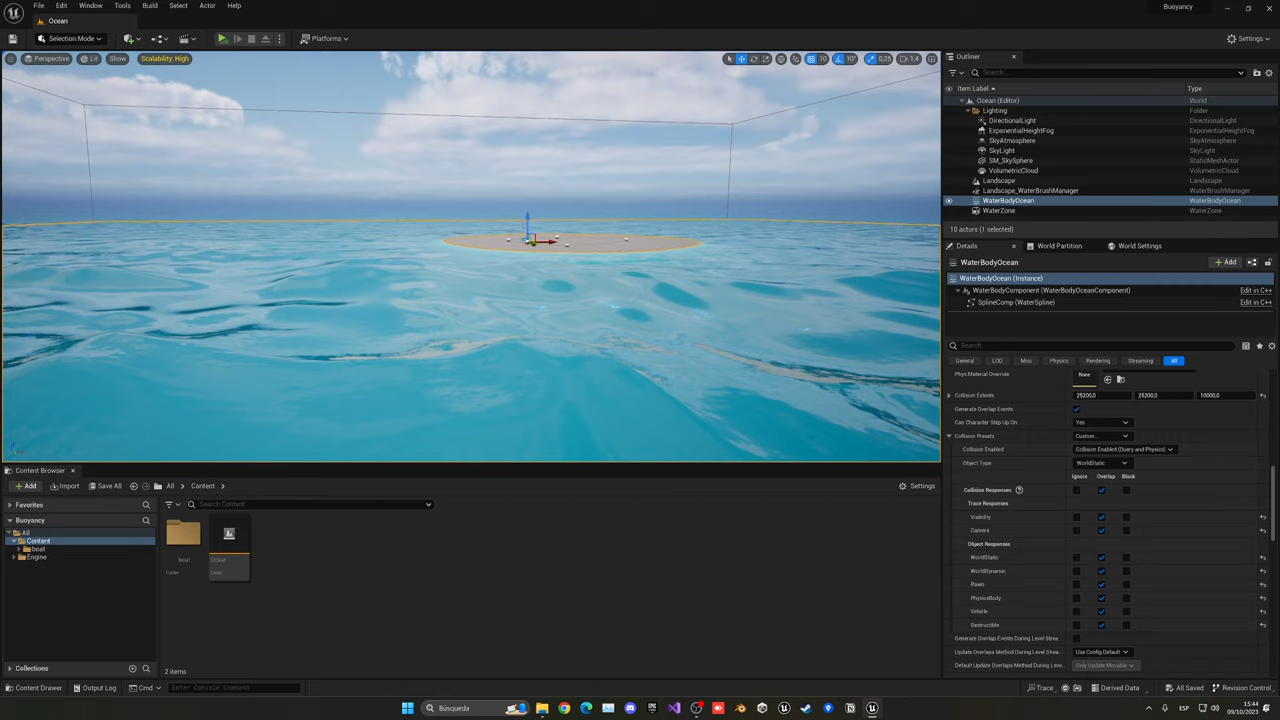 File Edit Window Tools Build Select Actor Help
Buoyancy
Ocean
Selection Mode
Platforms
Settings
Perspective Lit Show Scalability: High
10 10° 0,25 1,4
Outliner
Search...
Item Label Type
Ocean (Editor) World
Lighting Folder
DirectionalLight DirectionalLight
ExponentialHeightFog ExponentialHeightFog
SkyAtmosphere SkyAtmosphere
SkyLight SkyLight
SM_SkySphere StaticMeshActor
VolumetricCloud VolumetricCloud
Landscape Landscape
Landscape_WaterBrushManager WaterBrushManager
WaterBodyOcean WaterBodyOcean
WaterZone WaterZone
10 actors (1 selected)
Details World Partition World Settings
WaterBodyOcean
Add
WaterBodyOcean (Instance)
WaterBodyComponent (WaterBodyOceanComponent) Edit in C++
SplineComp (WaterSpline) Edit in C++
Search
General LOD Misc Physics Rendering Streaming All
Phys Material Override None
Collision Extents 25200,0 25200,0 10000,0
Generate Overlap Events
Can Character Step Up On Yes
Collision Presets Custom...
Collision Enabled Collision Enabled (Query and Physics)
Object Type WorldStatic
Ignore Overlap Block
Collision Responses
Trace Responses
Visibility
Camera
Object Responses
WorldStatic
WorldDynamic
Pawn
PhysicsBody
Vehicle
Destructible
Generate Overlap Events During Level Strea...
Update Overlaps Method During Level Strea... Use Config Default
Default Update Overlaps Method During Leve... Only Update Movable
Content Browser
Add Import Save All All Content Settings
Favorites
Search Content
Buoyancy
All
Content
boat
Engine
boat
Folder
Ocean
Level
Collections
2 items
Content Drawer Output Log Cmd Enter Console Command
Trace Derived Data All Saved Revision Control
Búsqueda
ESP
15:44
09/10/2023